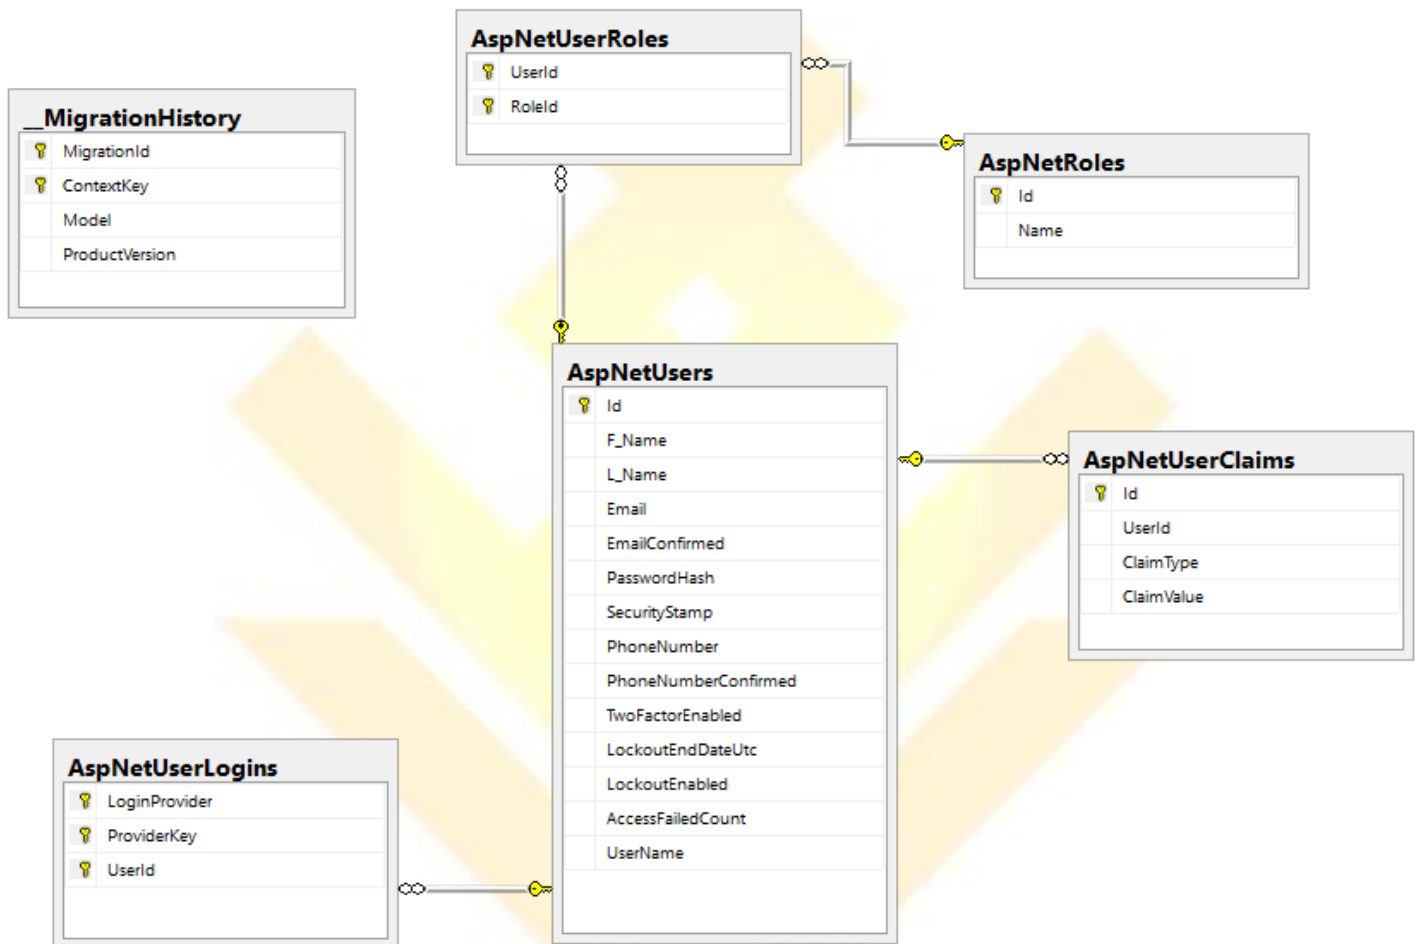 AspNetUserRoles
UserId
RoleId
__MigrationHistory
MigrationId
ContextKey
Model
ProductVersion
AspNetRoles
Id
Name
AspNetUsers
Id
F_Name
L_Name
Email
EmailConfirmed
PasswordHash
SecurityStamp
PhoneNumber
PhoneNumberConfirmed
TwoFactorEnabled
LockoutEndDateUtc
LockoutEnabled
AccessFailedCount
UserName
AspNetUserClaims
Id
UserId
ClaimType
ClaimValue
AspNetUserLogins
LoginProvider
ProviderKey
UserId